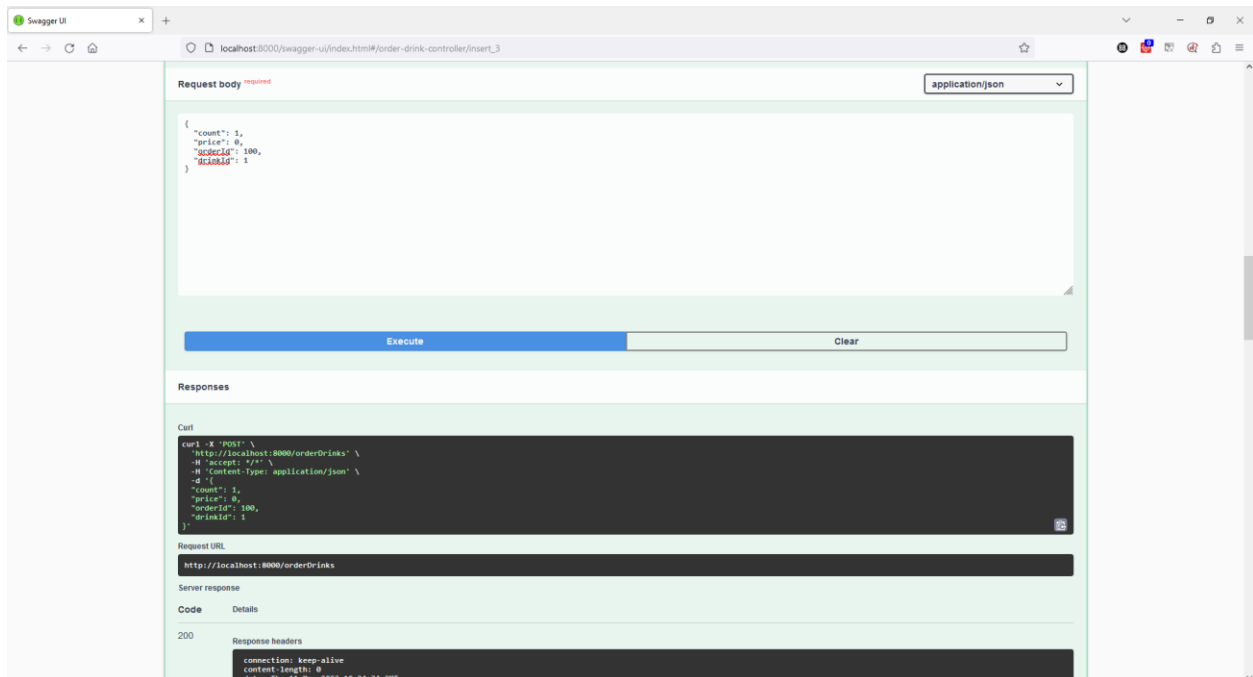 Swagger UI
localhost:8000/swagger-ui/index.html#/order-drink-controller/insert_3
Request body required
application/json
{
  "count": 1,
  "price": 0,
  "orderId": 100,
  "drinkId": 1
}
Execute
Clear
Responses
Curl
curl -X 'POST' \
  'http://localhost:8000/orderDrinks' \
  -H 'accept: */*' \
  -H 'Content-Type: application/json' \
  -d '{
  "count": 1,
  "price": 0,
  "orderId": 100,
  "drinkId": 1
}'
Request URL
http://localhost:8000/orderDrinks
Server response
Code Details
200
Response headers
connection: keep-alive
content-length: 0